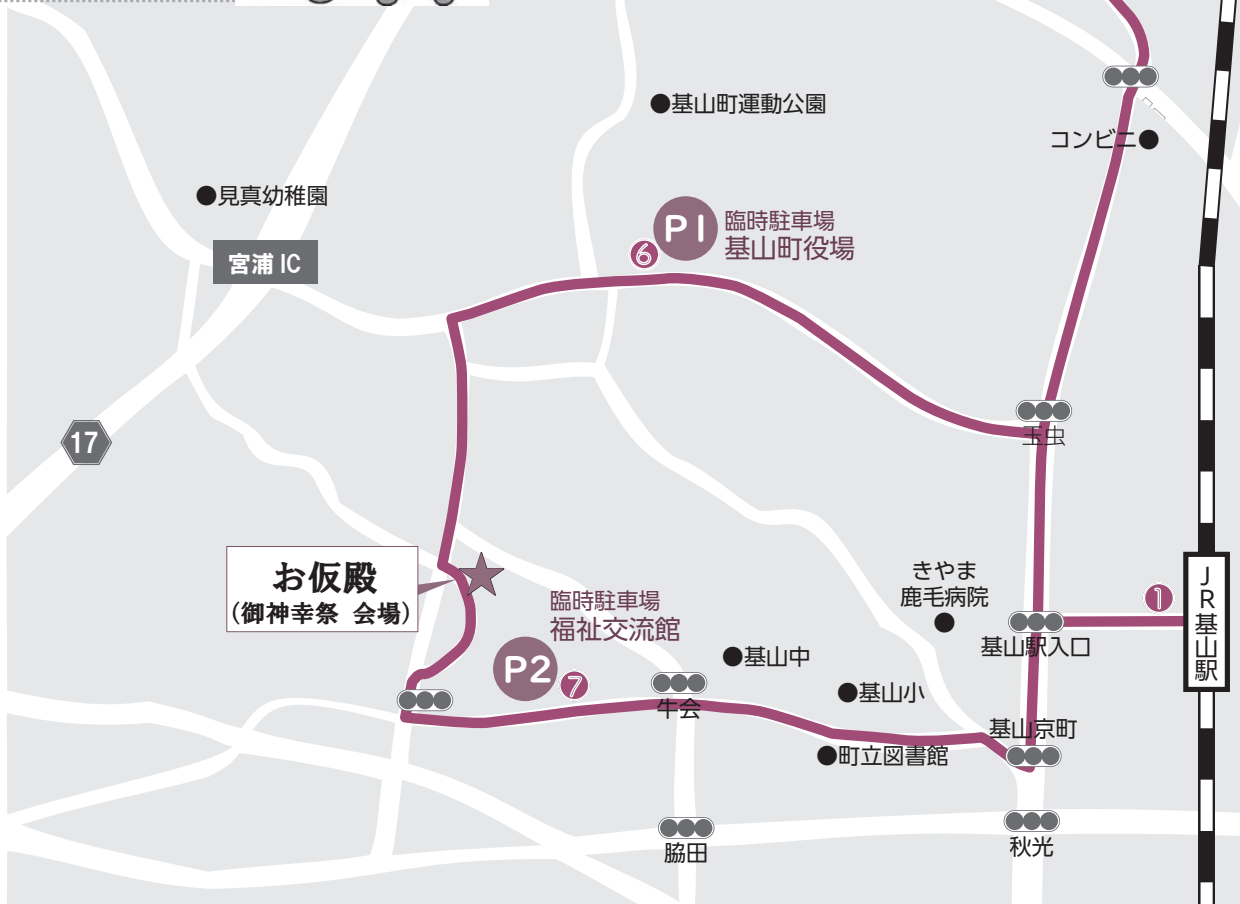 ●基山町運動公園
コンビニ●
●見真幼稚園
P1
臨時駐車場
基山町役場
6
宮浦 IC
17
玉虫
お仮殿
(御神幸祭 会場)
きやま
鹿毛病院
1
JR基山駅
臨時駐車場
福祉交流館
基山駅入口
P2
7
●基山中
●基山小
牛会
基山京町
●町立図書館
秋光
脇田